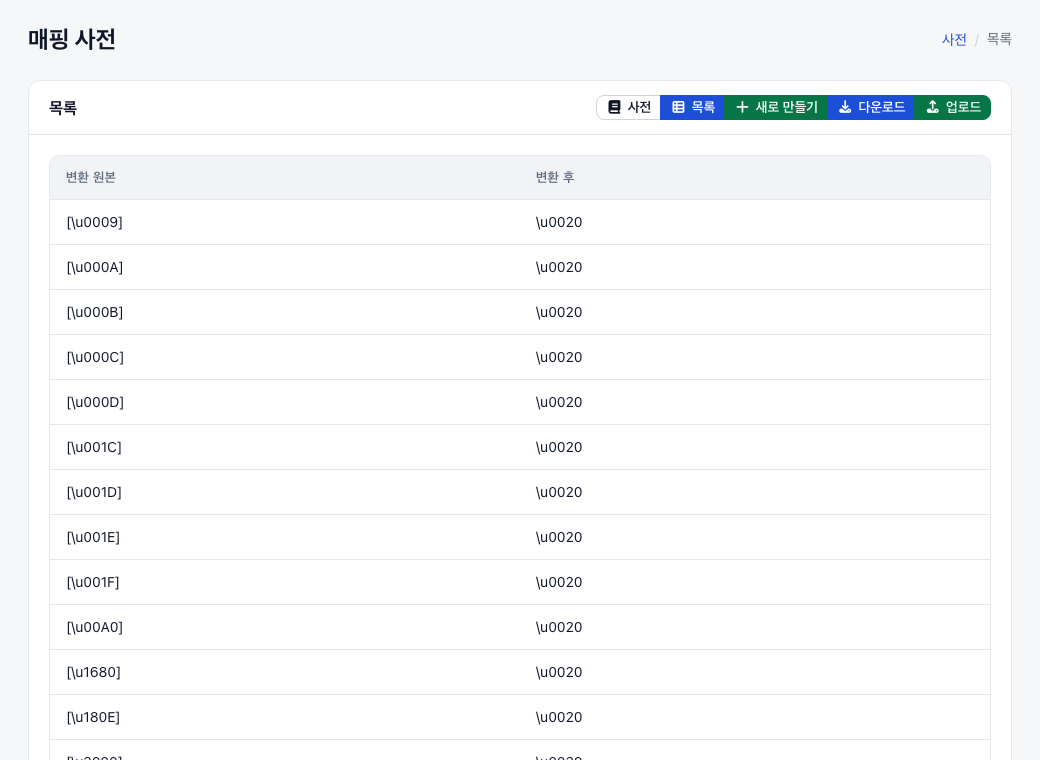 매핑 사전
사전 / 목록
목록
사전 목록 새로 만들기 다운로드 업로드
변환 원본 변환 후
[\u0009] \u0020
[\u000A] \u0020
[\u000B] \u0020
[\u000C] \u0020
[\u000D] \u0020
[\u001C] \u0020
[\u001D] \u0020
[\u001E] \u0020
[\u001F] \u0020
[\u00A0] \u0020
[\u1680] \u0020
[\u180E] \u0020